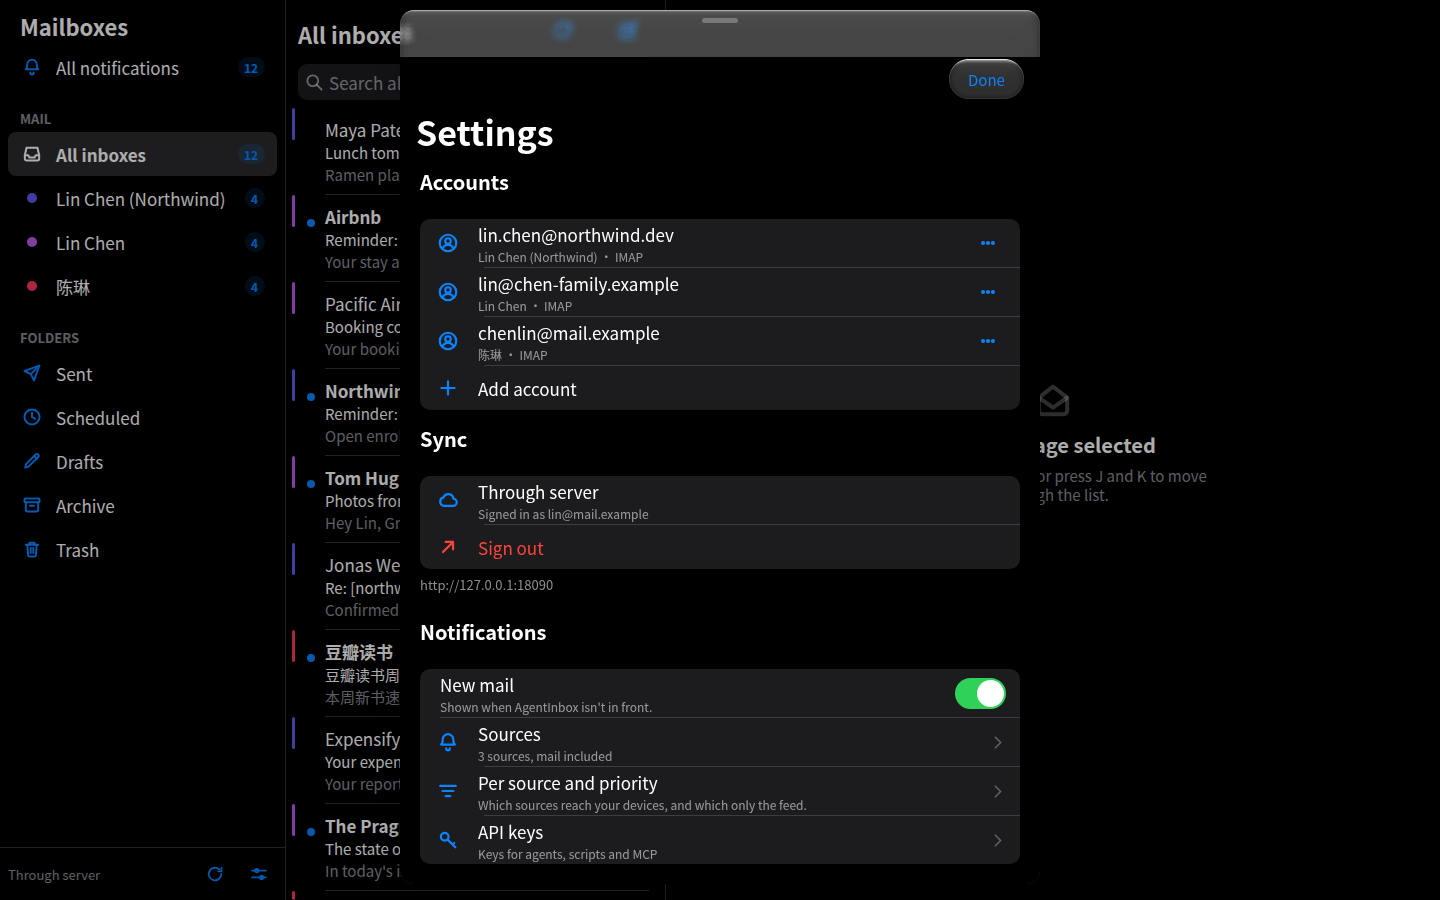 Mailboxes
All notifications 12
MAIL
All inboxes 12
Lin Chen (Northwind) 4
Lin Chen 4
陈琳 4
FOLDERS
Sent
Scheduled
Drafts
Archive
Trash
Through server
All inboxe
Search al
Maya Pate
Lunch tom
Ramen pla
Airbnb
Reminder:
Your stay a
Pacific Air
Booking co
Your booki
Northwin
Reminder:
Open enrol
Tom Hug
Photos from
Hey Lin, Gr
Jonas We
Re: [northw
Confirmed
豆瓣读书
豆瓣读书周
本周新书速
Expensify
Your expen
Your report
The Prag
The state o
In today's i
Done
Settings
Accounts
lin.chen@northwind.dev
Lin Chen (Northwind) • IMAP
lin@chen-family.example
Lin Chen • IMAP
chenlin@mail.example
陈琳 • IMAP
Add account
Sync
Through server
Signed in as lin@mail.example
Sign out
http://127.0.0.1:18090
Notifications
New mail
Shown when AgentInbox isn't in front.
Sources
3 sources, mail included
Per source and priority
Which sources reach your devices, and which only the feed.
API keys
Keys for agents, scripts and MCP
age selected
or press J and K to move
gh the list.